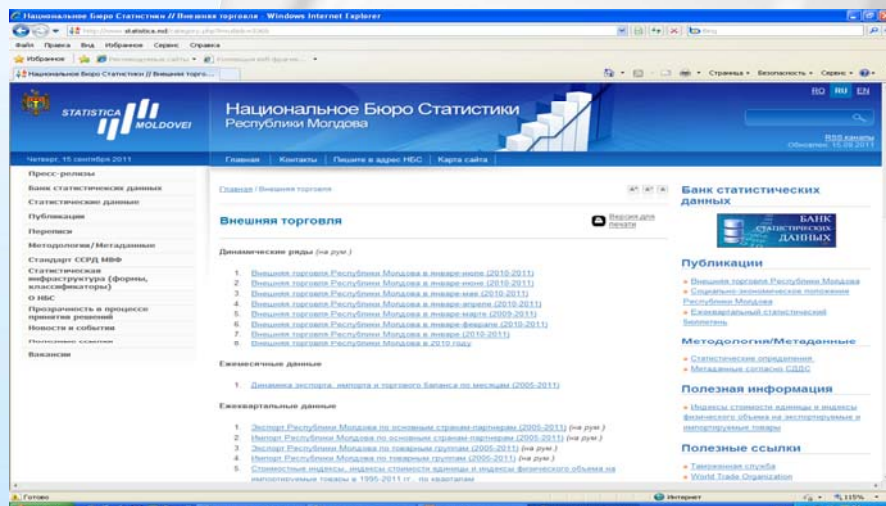 Национальное Бюро Статистики // Внешняя торговля - Windows Internet Explorer
Файл Правка Вид Избранное Сервис Справка
Избранное
Национальное Бюро Статистики // Внешняя торго...
Страница Безопасность Сервис
RO RU EN
STATISTICA MOLDOVEI
Национальное Бюро Статистики
Республики Молдова
RSS каналы
Обновлен: 15.09.2011
Четверг, 15 сентября 2011
Главная Контакты Пишите в адрес НБС Карта сайта
Пресс-релизы
Банк статистических данных
Статистические данные
Публикации
Переписи
Методология/Метаданные
Стандарт ССРД МВФ
Статистическая
инфраструктура (формы,
классификаторы)
О НБС
Прозрачность в процессе
принятия решений
Новости и события
Полезные ссылки
Вакансии
Главная / Внешняя торговля
Внешняя торговля
Версия для
печати
Динамические ряды (на рум.)
1. Внешняя торговля Республики Молдова в январе-июле (2010-2011)
2. Внешняя торговля Республики Молдова в январе-июне (2010-2011)
3. Внешняя торговля Республики Молдова в январе-мае (2010-2011)
4. Внешняя торговля Республики Молдова в январе-апреле (2010-2011)
5. Внешняя торговля Республики Молдова в январе-марте (2009-2011)
6. Внешняя торговля Республики Молдова в январе-феврале (2010-2011)
7. Внешняя торговля Республики Молдова в январе (2010-2011)
8. Внешняя торговля Республики Молдова в 2010 году
Ежемесячные данные
1. Динамика экспорта, импорта и торгового баланса по месяцам (2005-2011)
Ежеквартальные данные
1. Экспорт Республики Молдова по основным странам-партнерам (2005-2011) (на рум.)
2. Импорт Республики Молдова по основным странам-партнерам (2005-2011) (на рум.)
3. Экспорт Республики Молдова по товарным группам (2005-2011) (на рум.)
4. Импорт Республики Молдова по товарным группам (2005-2011) (на рум.)
5. Стоимостные индексы, индексы стоимости единицы и индексы физического объема на
импортируемые товары в 1995-2011 гг., по кварталам
Банк статистических
данных
БАНК
СТАТИСТИЧЕСКИХ
ДАННЫХ
Публикации
Внешняя торговля Республики Молдова
Социально-экономическое положение
Республики Молдова
Ежеквартальный статистический
бюллетень
Методология/Метаданные
Статистические определения
Метаданные согласно СДДС
Полезная информация
Индексы стоимости единицы и индексы
физического объема на экспортируемые и
импортируемые товары
Полезные ссылки
Таможенная служба
World Trade Organization
Готово
Интернет
115%